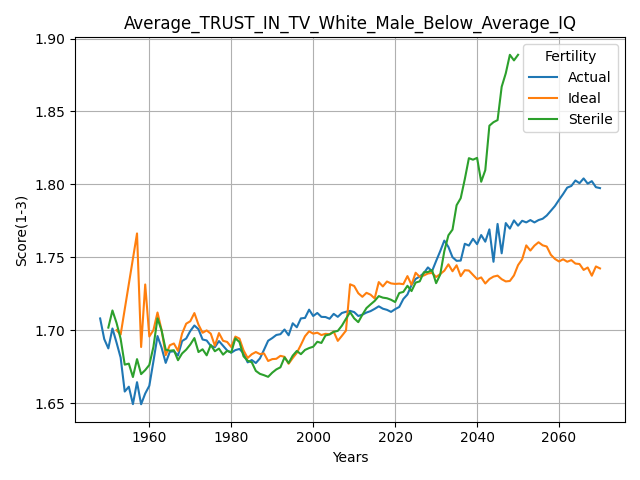 Average_TRUST_IN_TV_White_Male_Below_Average_IQ
Fertility
Actual
Ideal
Sterile
Score(1-3)
1.90
1.85
1.80
1.75
1.70
1.65
1960 1980 2000 2020 2040 2060
Years